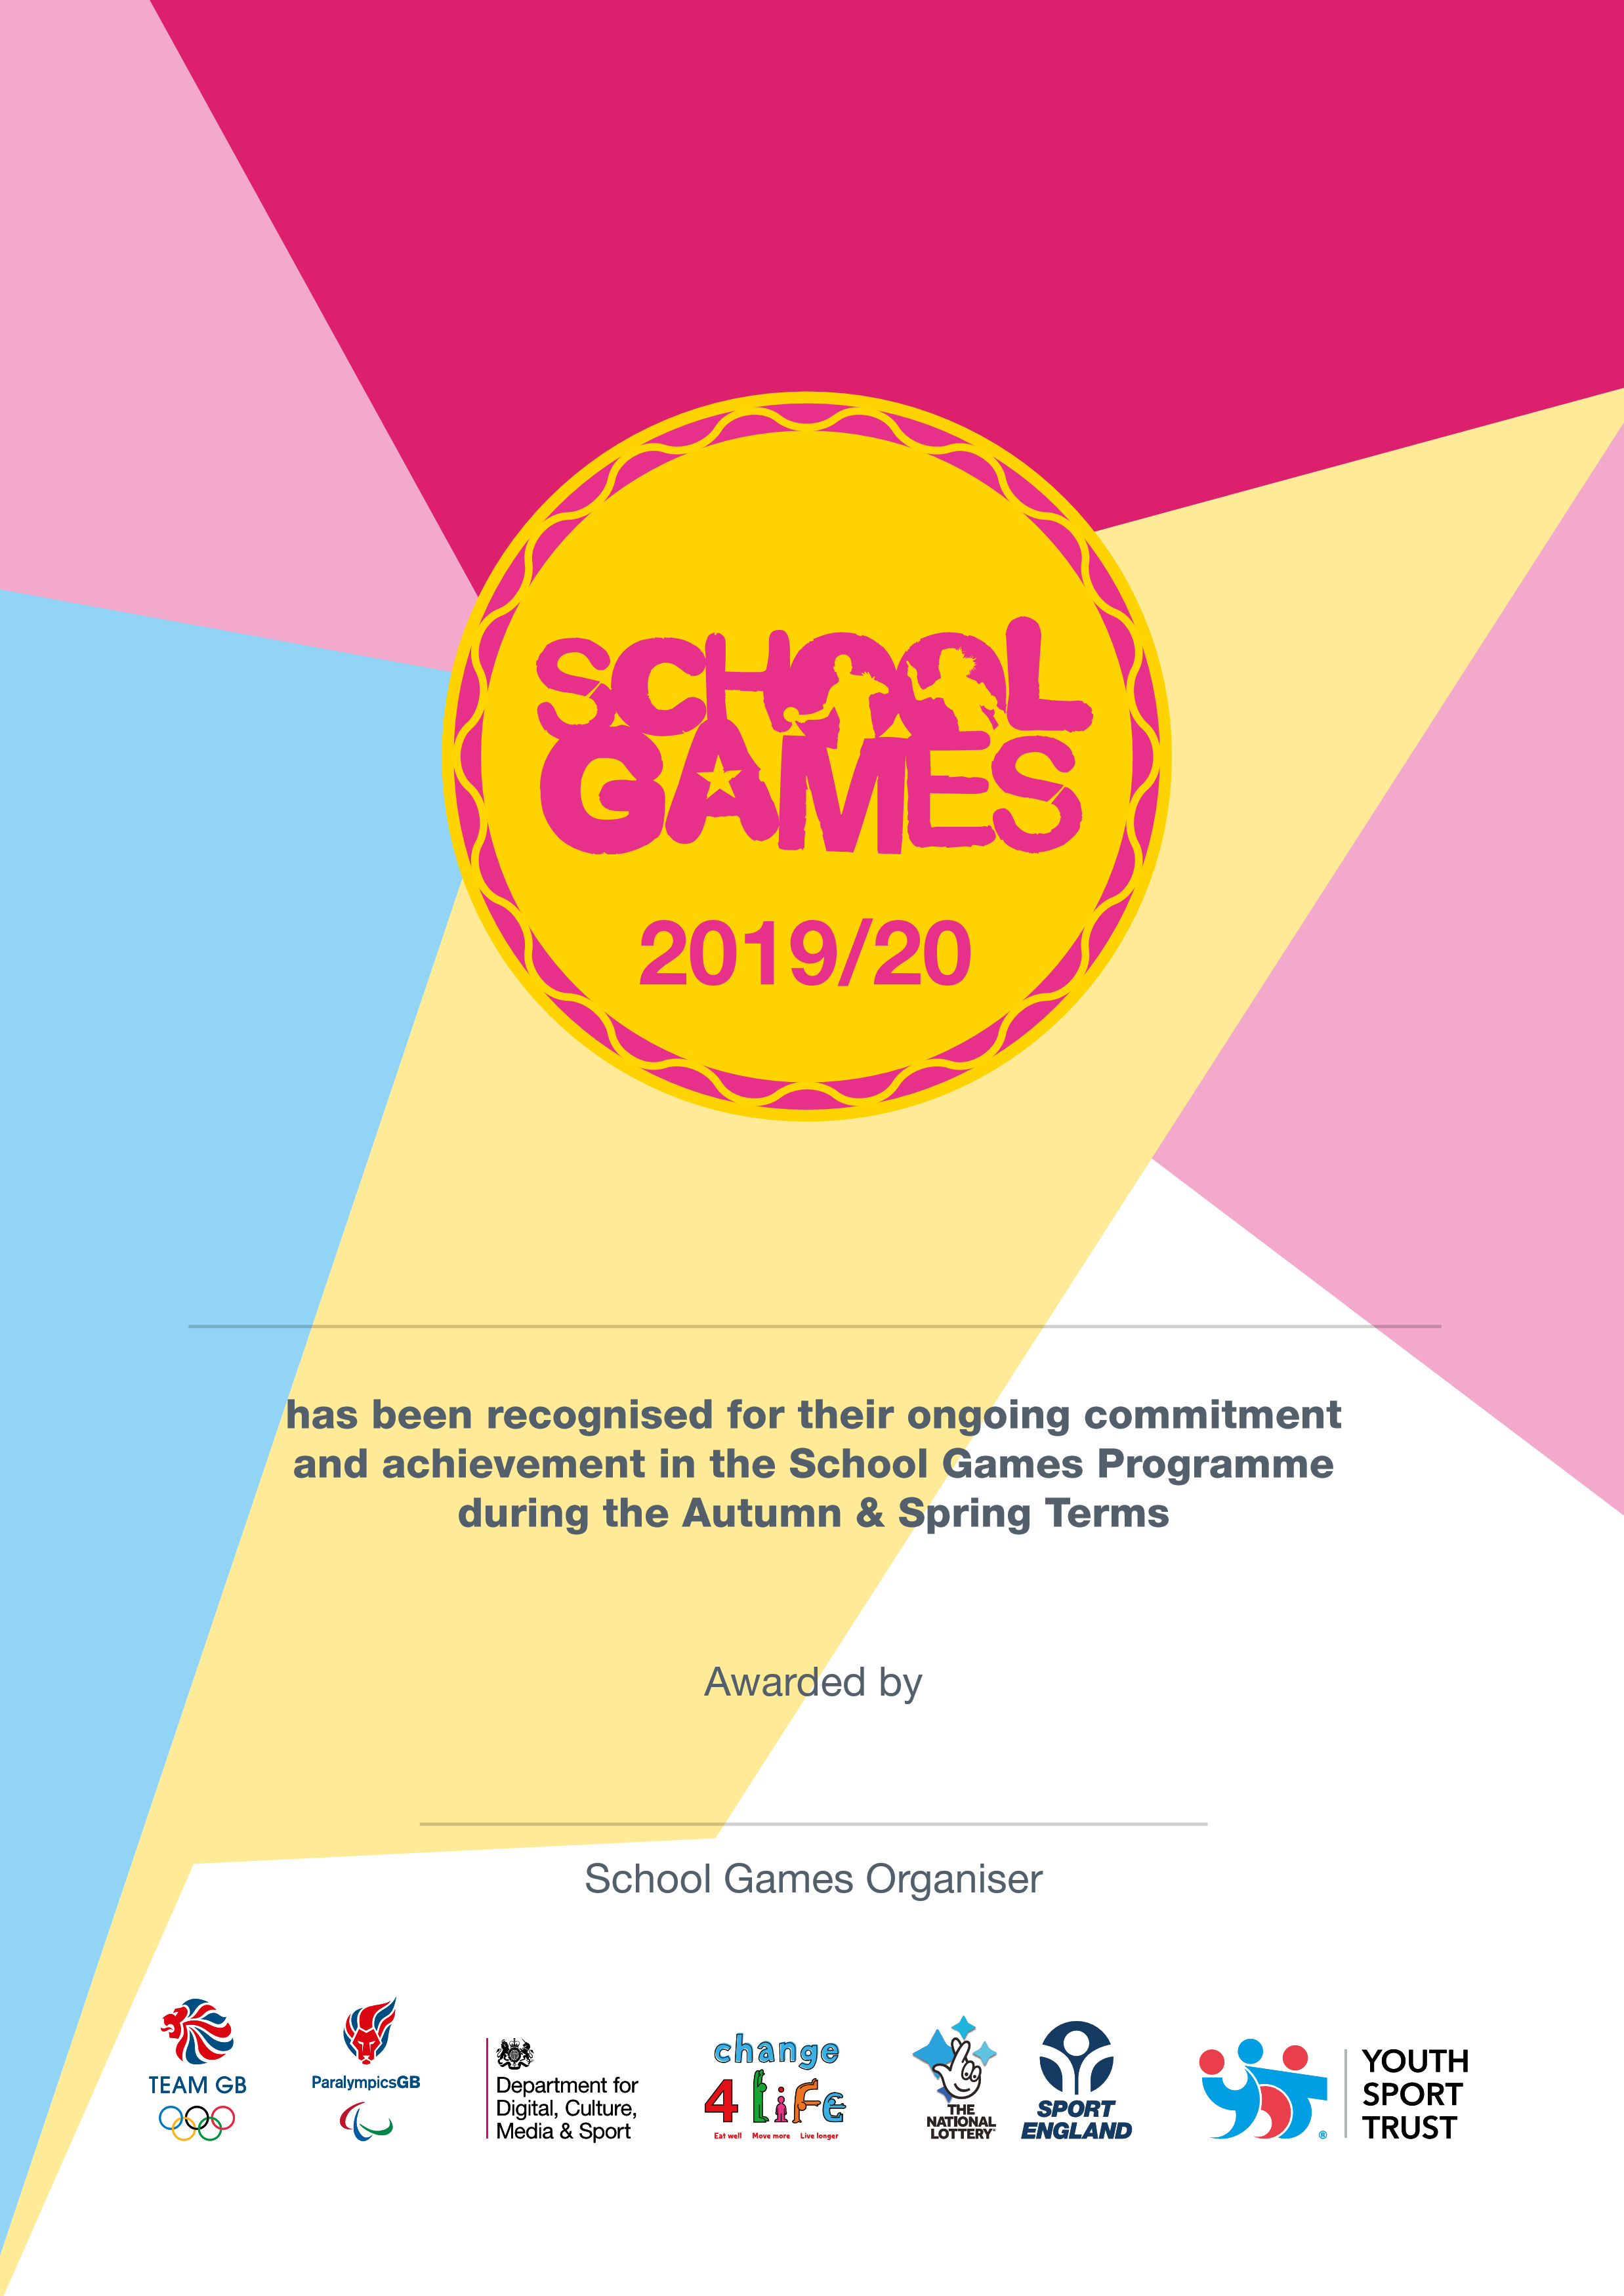 SCHOOL
GAMES
2019/20
has been recognised for their ongoing commitment
and achievement in the School Games Programme
during the Autumn & Spring Terms
Awarded by
School Games Organiser
TEAM GB
ParalympicsGB
Department for
Digital, Culture,
Media & Sport
change
4Life
Eat well Move more Live longer
THE
NATIONAL
LOTTERY®
SPORT
ENGLAND
®
YOUTH
SPORT
TRUST